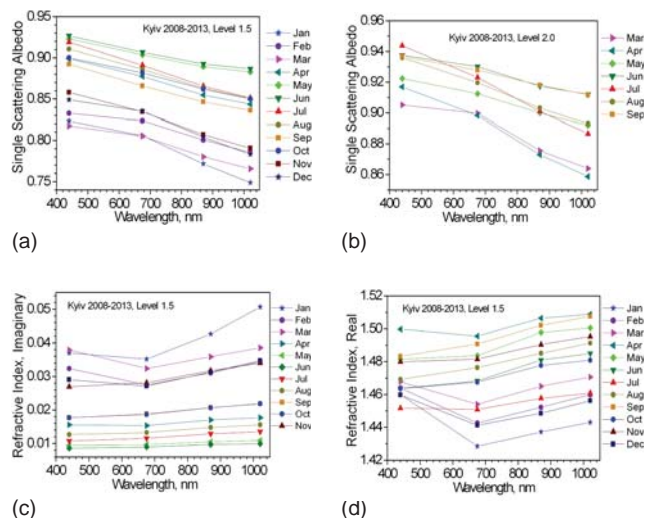 Kyiv 2008-2013, Level 1.5
Single Scattering Albedo
0.95
0.90
0.85
0.80
0.75
400 500 600 700 800 900 1000
Wavelength, nm
Jan
Feb
Mar
Apr
May
Jun
Jul
Aug
Sep
Oct
Nov
Dec
(a)
Kyiv 2008-2013, Level 2.0
Single Scattering Albedo
0.96
0.94
0.92
0.90
0.88
0.86
400 500 600 700 800 900 1000
Wavelength, nm
Mar
Apr
May
Jun
Jul
Aug
Sep
(b)
Kyiv 2008-2013, Level 1.5
Refractive Index, Imaginary
0.05
0.04
0.03
0.02
0.01
400 500 600 700 800 900 1000
Wavelength, nm
Jan
Feb
Mar
Apr
May
Jun
Jul
Aug
Sep
Oct
Nov
(c)
Kyiv 2008-2013, Level 1.5
Refractive Index, Real
1.52
1.50
1.48
1.46
1.44
1.42
400 500 600 700 800 900 1000
Wavelength, nm
Jan
Feb
Mar
Apr
May
Jun
Jul
Aug
Sep
Oct
Nov
Dec
(d)